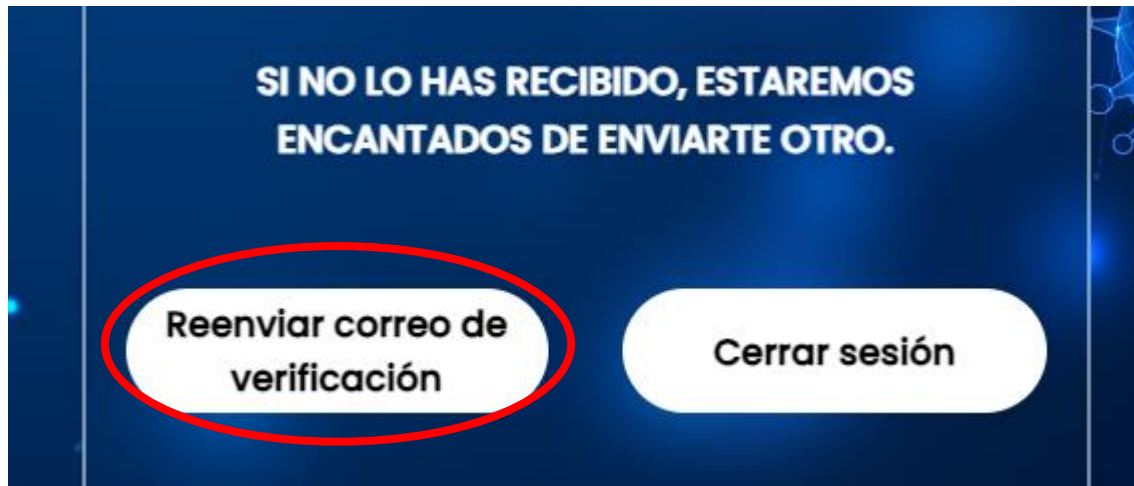 SI NO LO HAS RECIBIDO, ESTAREMOS
ENCANTADOS DE ENVIARTE OTRO.
Reenviar correo de
verificación
Cerrar sesión